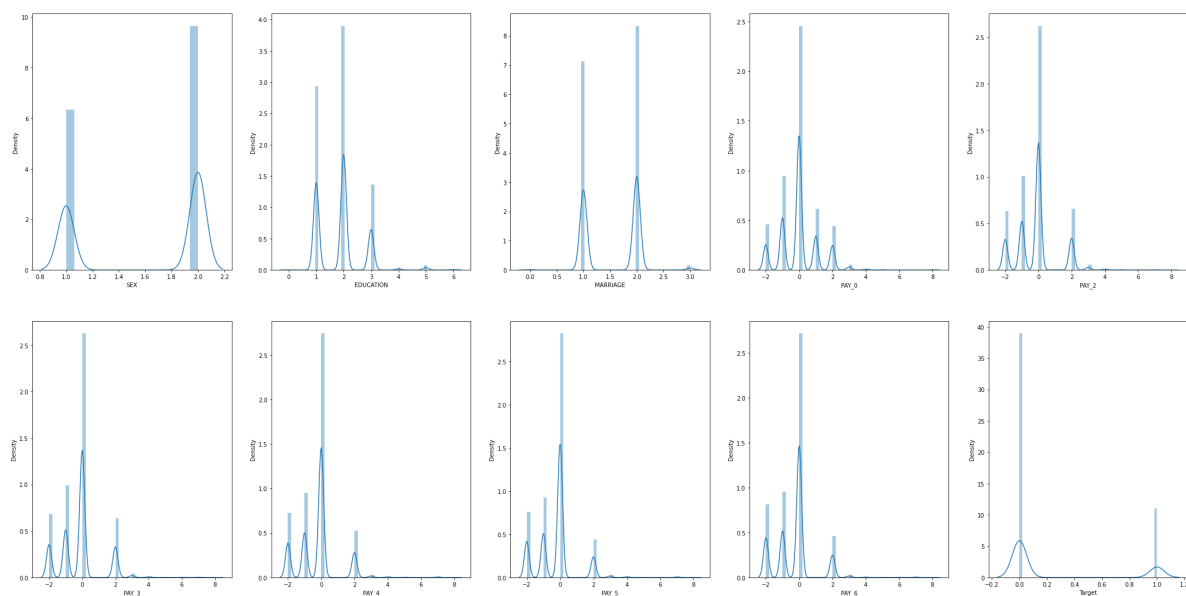 Density
10
8
6
4
2
0
0.8 1.0 1.2 1.4 1.6 1.8 2.0 2.2
SEX
Density
4.0
3.5
3.0
2.5
2.0
1.5
1.0
0.5
0.0
0 1 2 3 4 5 6
EDUCATION
Density
8
7
6
5
4
3
2
1
0
0.0 0.5 1.0 1.5 2.0 2.5 3.0
MARRIAGE
Density
2.5
2.0
1.5
1.0
0.5
0.0
−2 0 2 4 6 8
PAY_0
Density
2.5
2.0
1.5
1.0
0.5
0.0
−2 0 2 4 6 8
PAY_2
Density
2.5
2.0
1.5
1.0
0.5
0.0
−2 0 2 4 6 8
PAY_3
Density
2.5
2.0
1.5
1.0
0.5
0.0
−2 0 2 4 6 8
PAY_4
Density
2.5
2.0
1.5
1.0
0.5
0.0
−2 0 2 4 6 8
PAY_5
Density
2.5
2.0
1.5
1.0
0.5
0.0
−2 0 2 4 6 8
PAY_6
Density
40
35
30
25
20
15
10
5
0
−0.2 0.0 0.2 0.4 0.6 0.8 1.0 1.2
Target